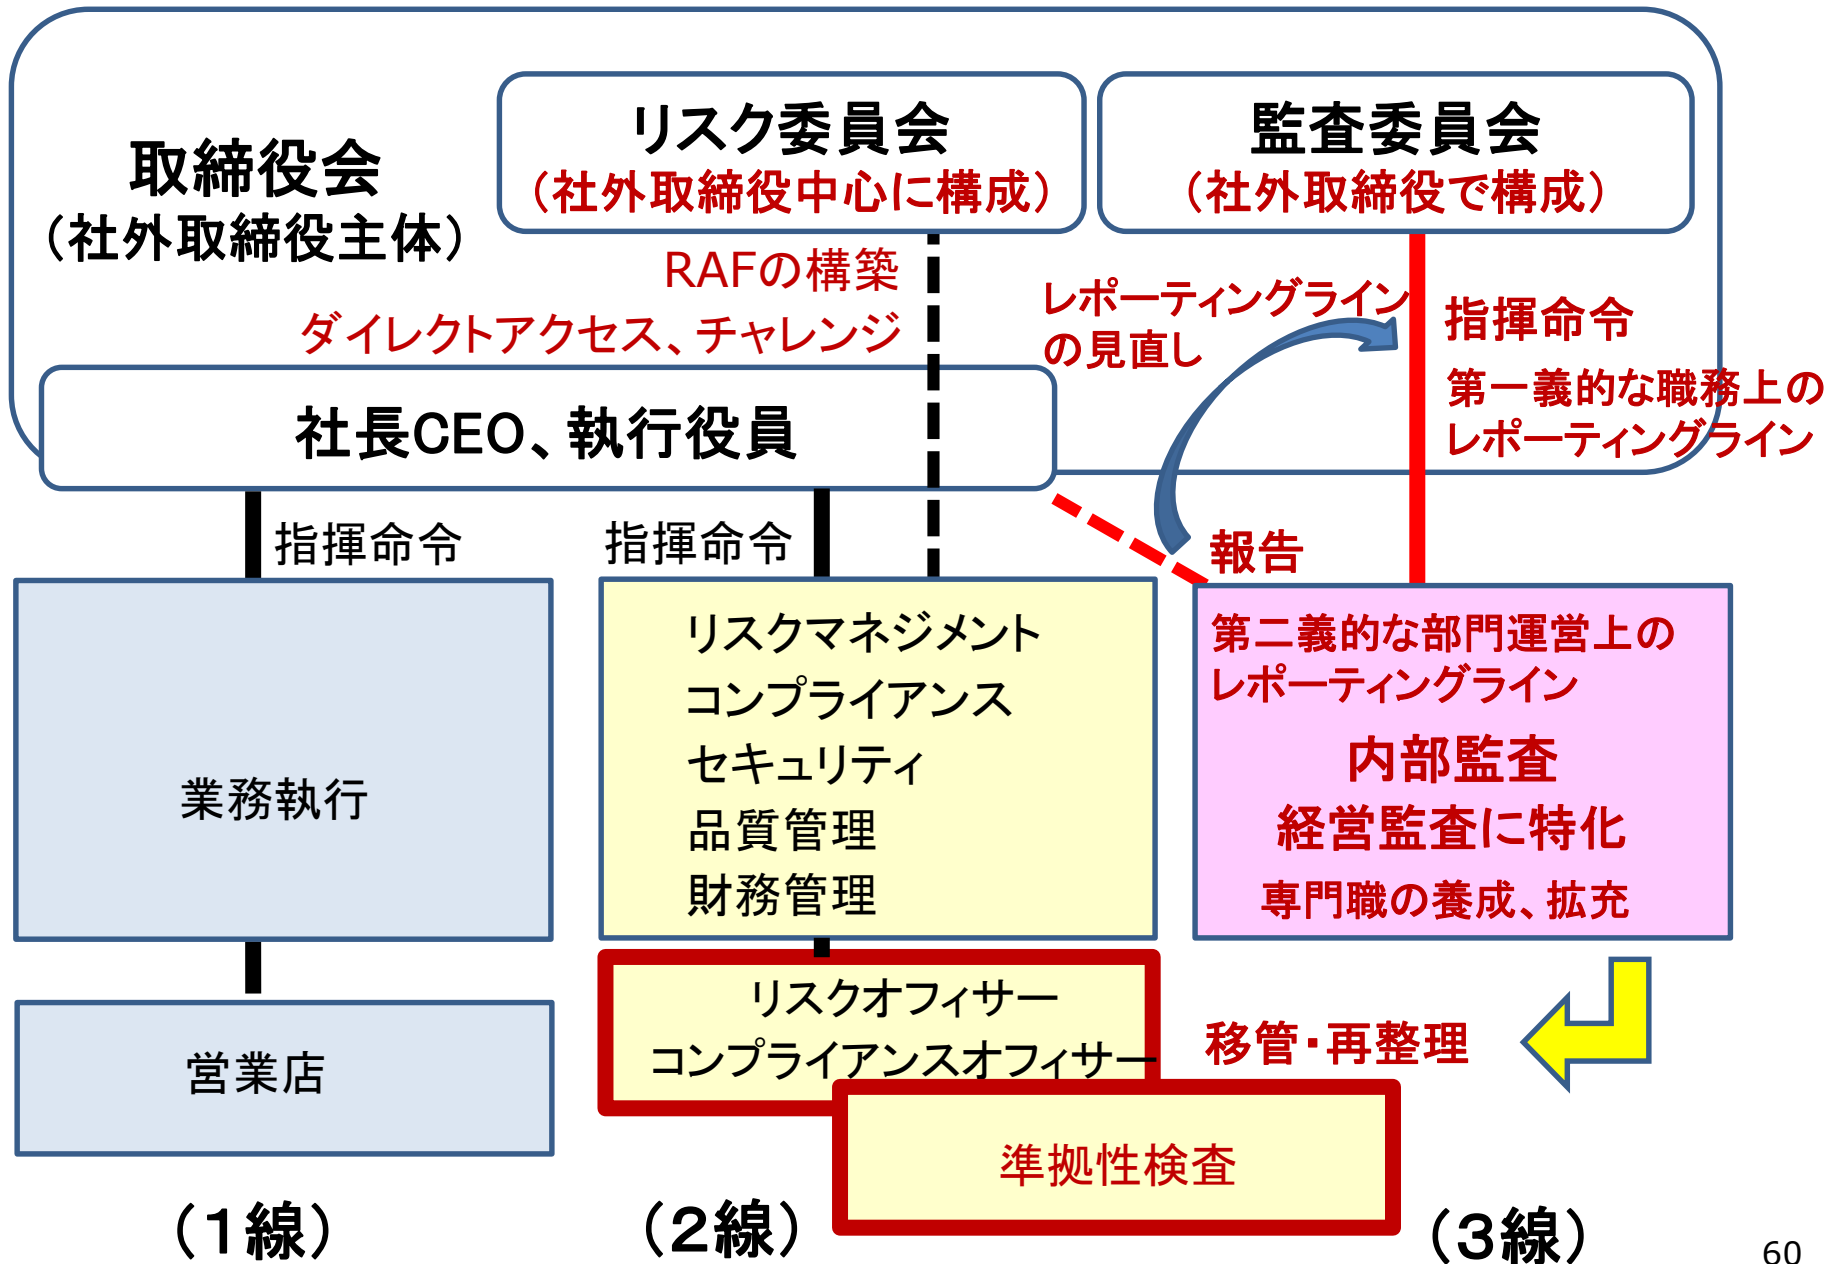 取締役会
（社外取締役主体）
リスク委員会
（社外取締役中心に構成）
監査委員会
（社外取締役で構成）
RAFの構築
ダイレクトアクセス、チャレンジ
レポーティングライン
の見直し
指揮命令
第一義的な職務上の
レポーティングライン
社長CEO、執行役員
指揮命令
指揮命令
報告
業務執行
リスクマネジメント
コンプライアンス
セキュリティ
品質管理
財務管理
第二義的な部門運営上の
レポーティングライン
内部監査
経営監査に特化
専門職の養成、拡充
営業店
リスクオフィサー
コンプライアンスオフィサー
移管・再整理
準拠性検査
（1線）
（2線）
（3線）
60